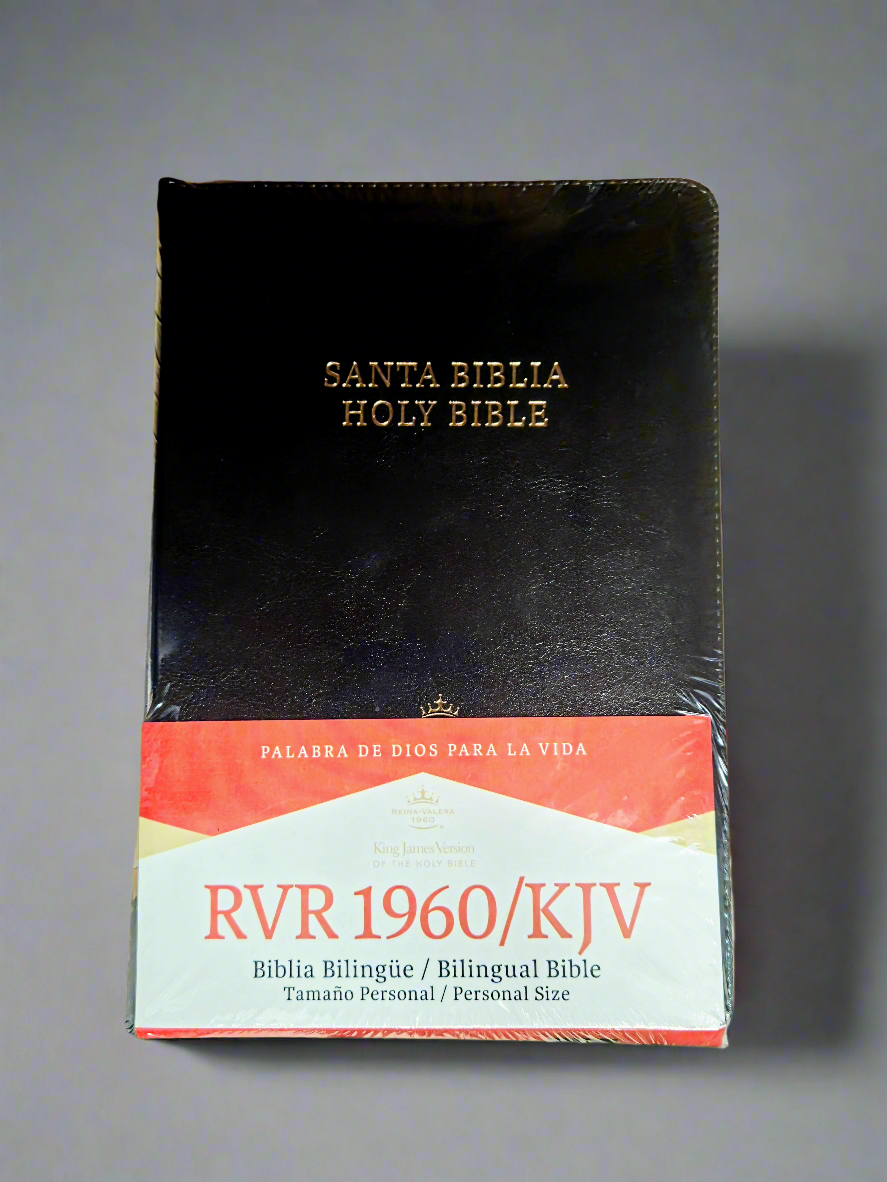 SANTA BIBLIA
HOLY BIBLE
PALABRA DE DIOS PARA LA VIDA
REINA-VALERA
1960
King James Version
OF THE HOLY BIBLE
RVR 1960/KJV
Biblia Bilingüe / Bilingual Bible
Tamaño Personal / Personal Size